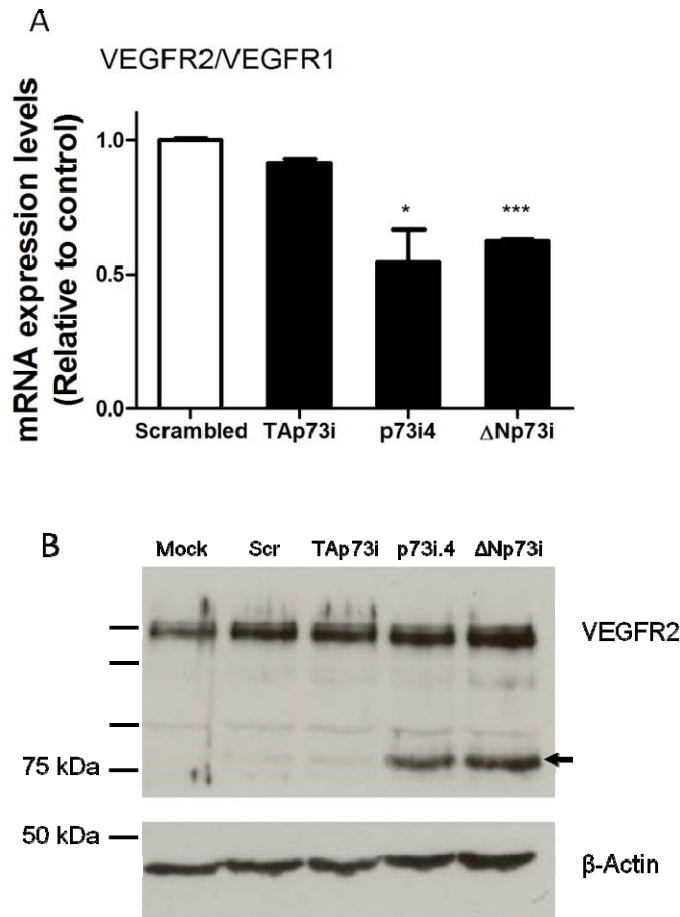 A
VEGFR2/VEGFR1
mRNA expression levels
(Relative to control)
1.0
0.5
0.0
*
***
Scrambled TAp73i p73i4 ΔNp73i
B
Mock Scr TAp73i p73i.4 ΔNp73i
VEGFR2
75 kDa
50 kDa
β-Actin